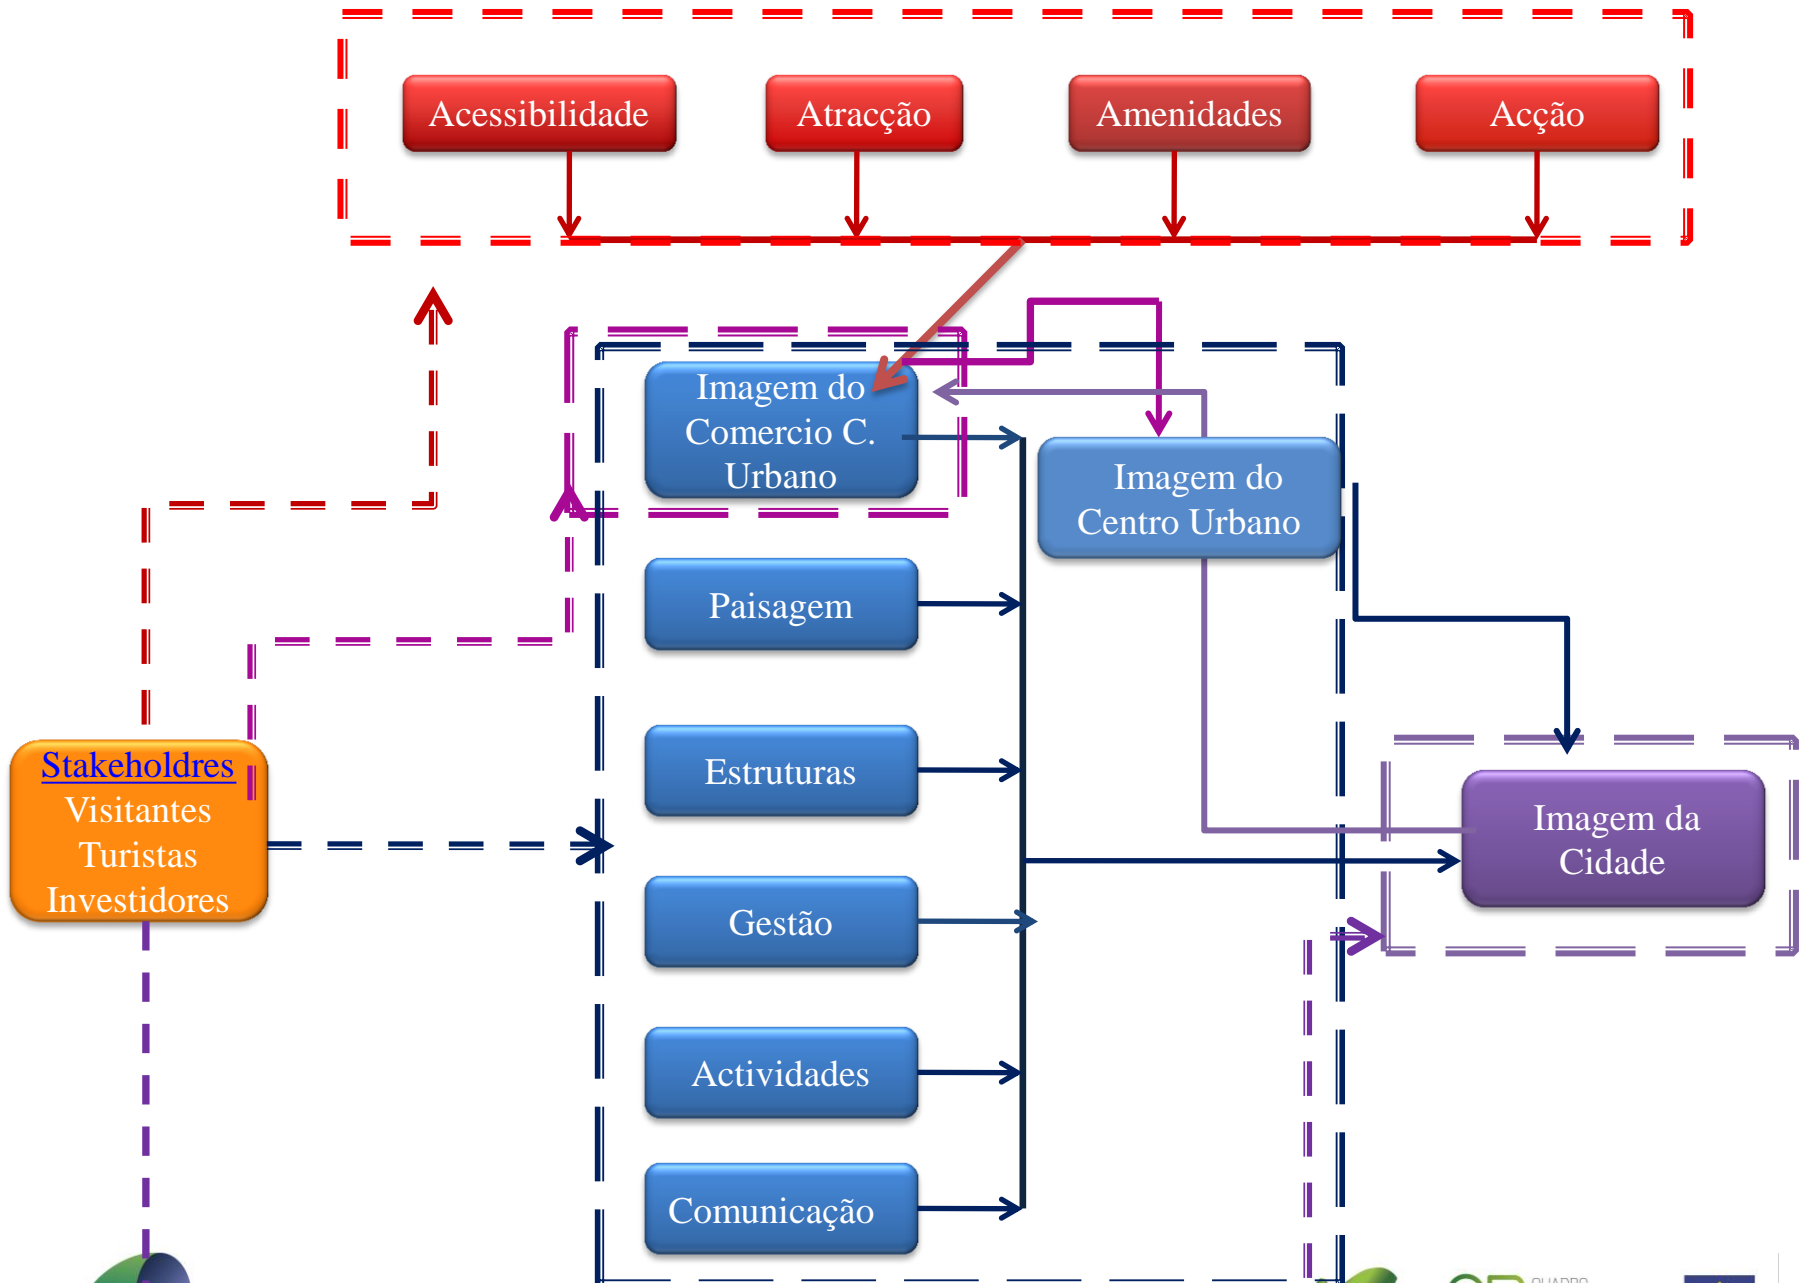 Acessibilidade
Atracção
Amenidades
Acção
Imagem do
Comercio C.
Urbano
Imagem do
Centro Urbano
Paisagem
Estruturas
Stakeholdres
Visitantes
Turistas
Investidores
Imagem da
Cidade
Gestão
Actividades
Comunicação
QUADRO